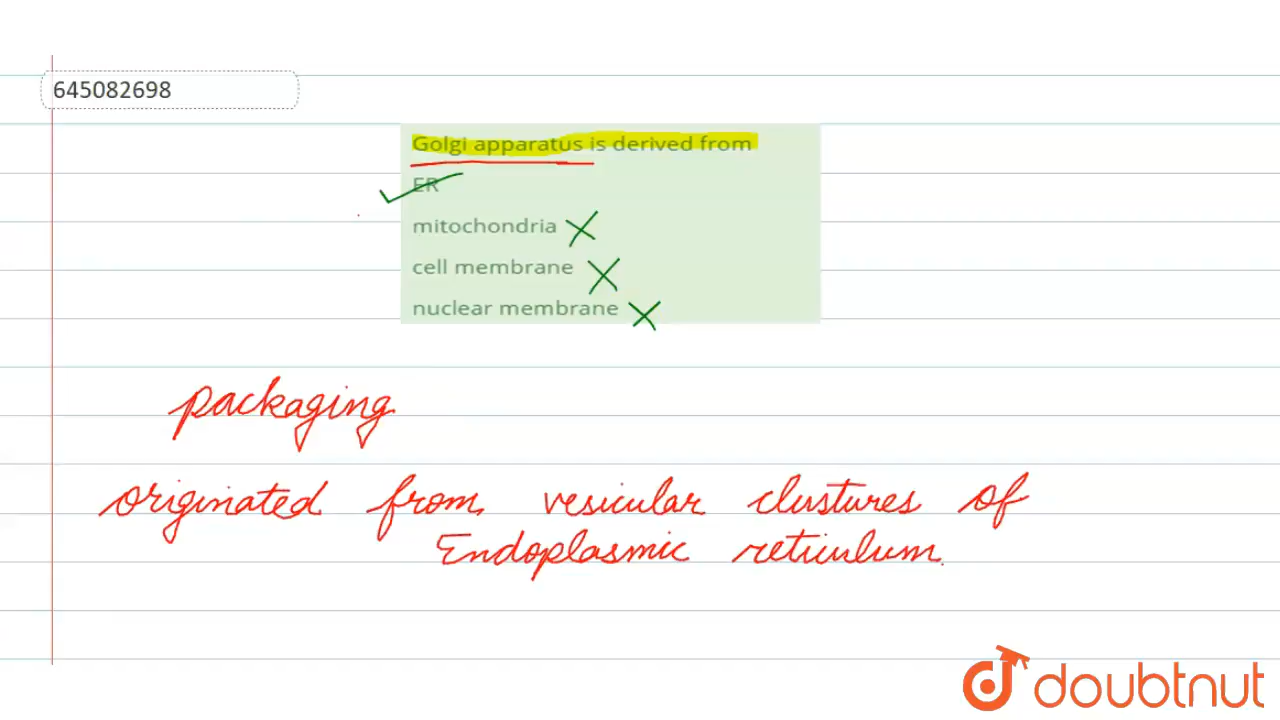 645082698
Golgi apparatus is derived from
ER
mitochondria
cell membrane
nuclear membrane
packaging
originated from vesicular clustures of
Endoplasmic reticulum.
doubtnut